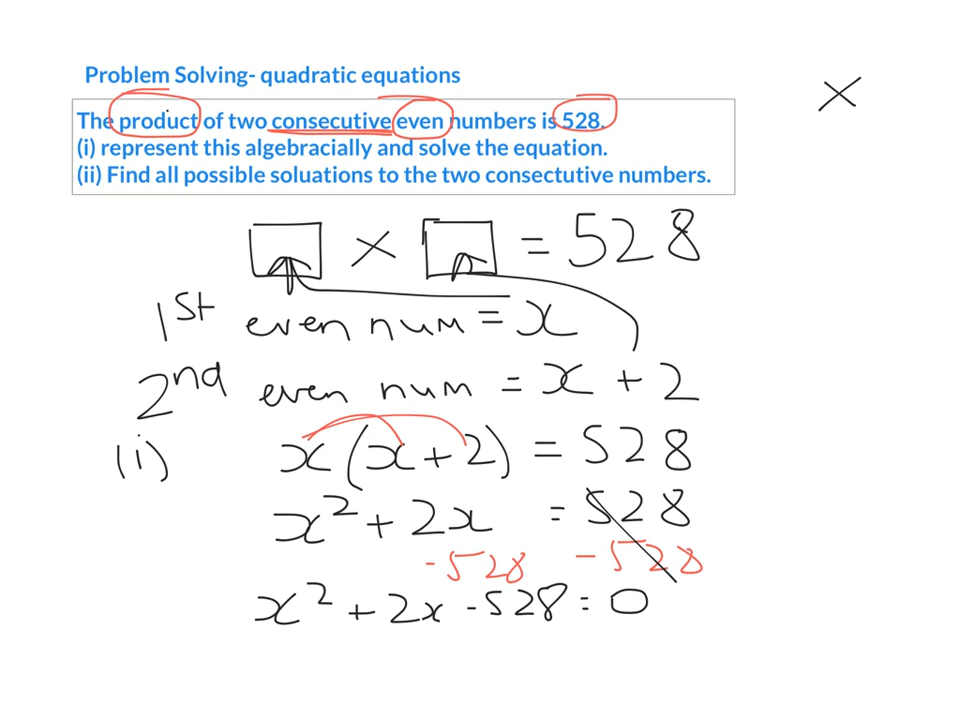 Problem Solving- quadratic equations
The product of two consecutive even numbers is 528.
(i) represent this algebracially and solve the equation.
(ii) Find all possible soluations to the two consectutive numbers.
×
□ × □ = 528
1st even num = x
2nd even num = x + 2
(i) x(x+2) = 528
x² + 2x = 528
-528 -528
x² + 2x -528 = 0